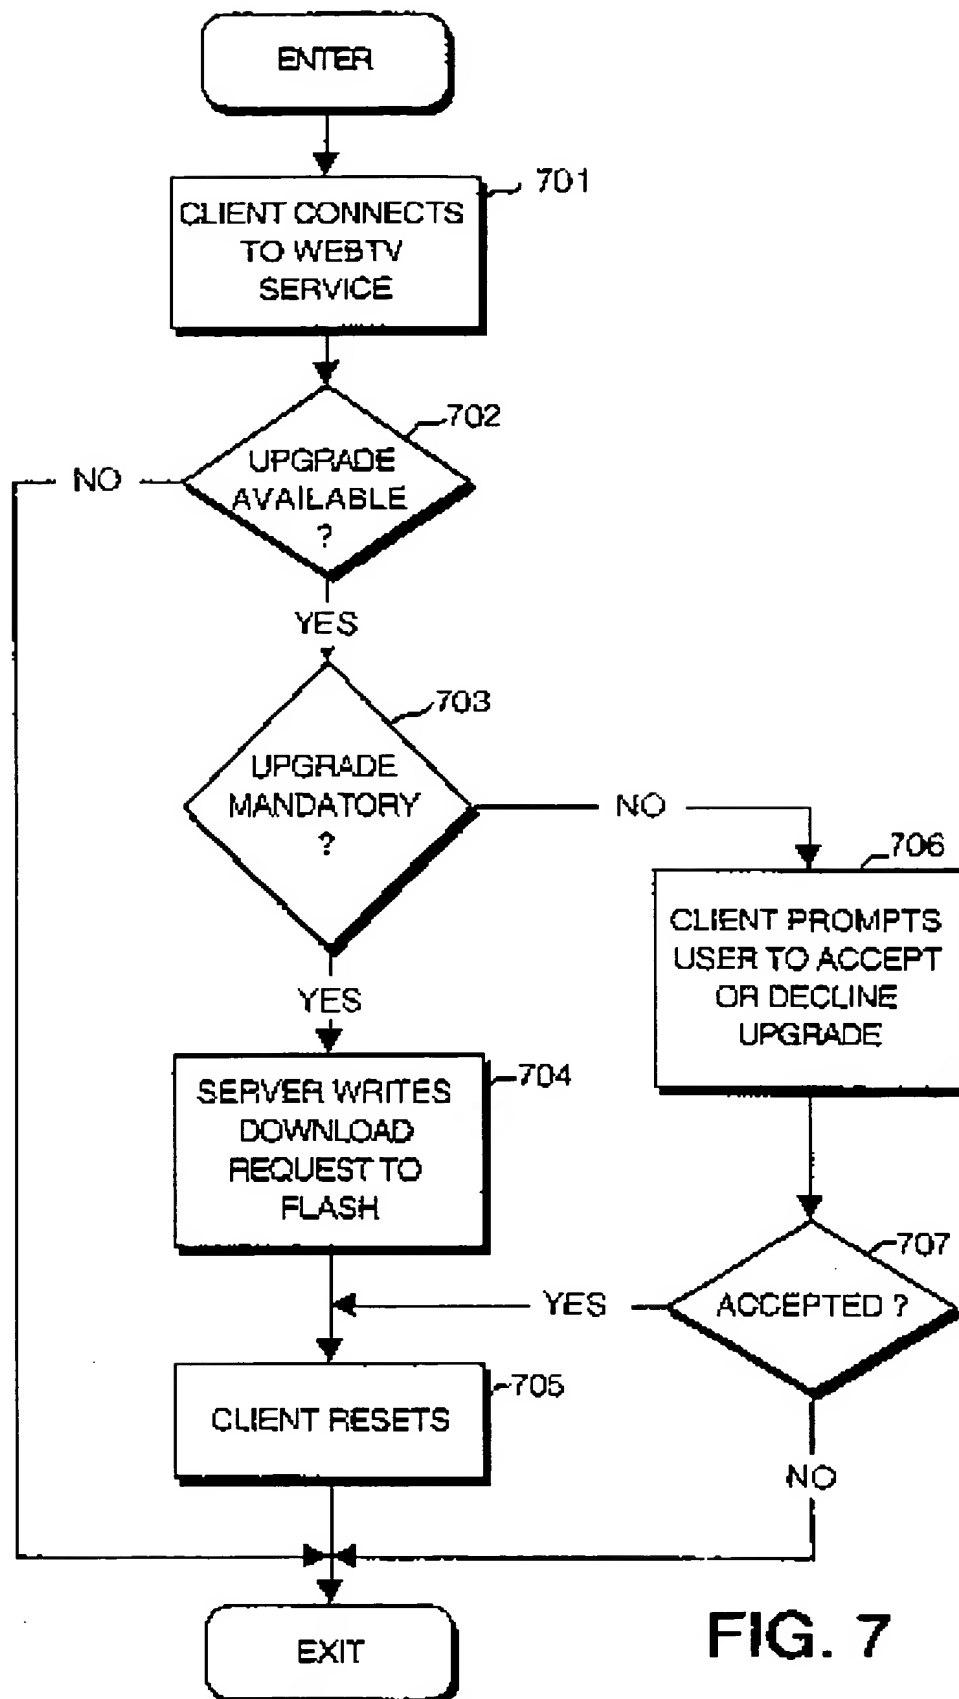 ENTER
701
CLIENT CONNECTS
TO WEBTV
SERVICE
702
UPGRADE
AVAILABLE
?
NO
YES
703
UPGRADE
MANDATORY
?
NO
706
CLIENT PROMPTS
USER TO ACCEPT
OR DECLINE
UPGRADE
YES
704
SERVER WRITES
DOWNLOAD
REQUEST TO
FLASH
707
ACCEPTED ?
YES
705
CLIENT RESETS
NO
EXIT
FIG. 7